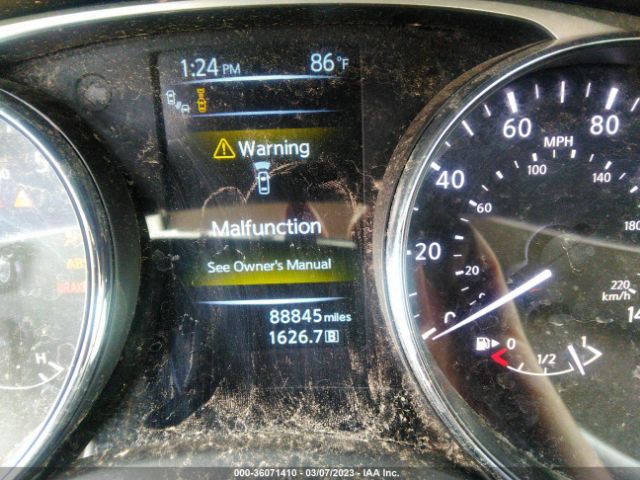 1:24 PM 86°F
Warning
Malfunction
See Owner's Manual
88845 miles
1626.7 B
20 40 60 80
MPH
20 60 100 140 180 220
km/h
0 1/2 1
H
000-36071410 - 03/07/2023 - IAA Inc.